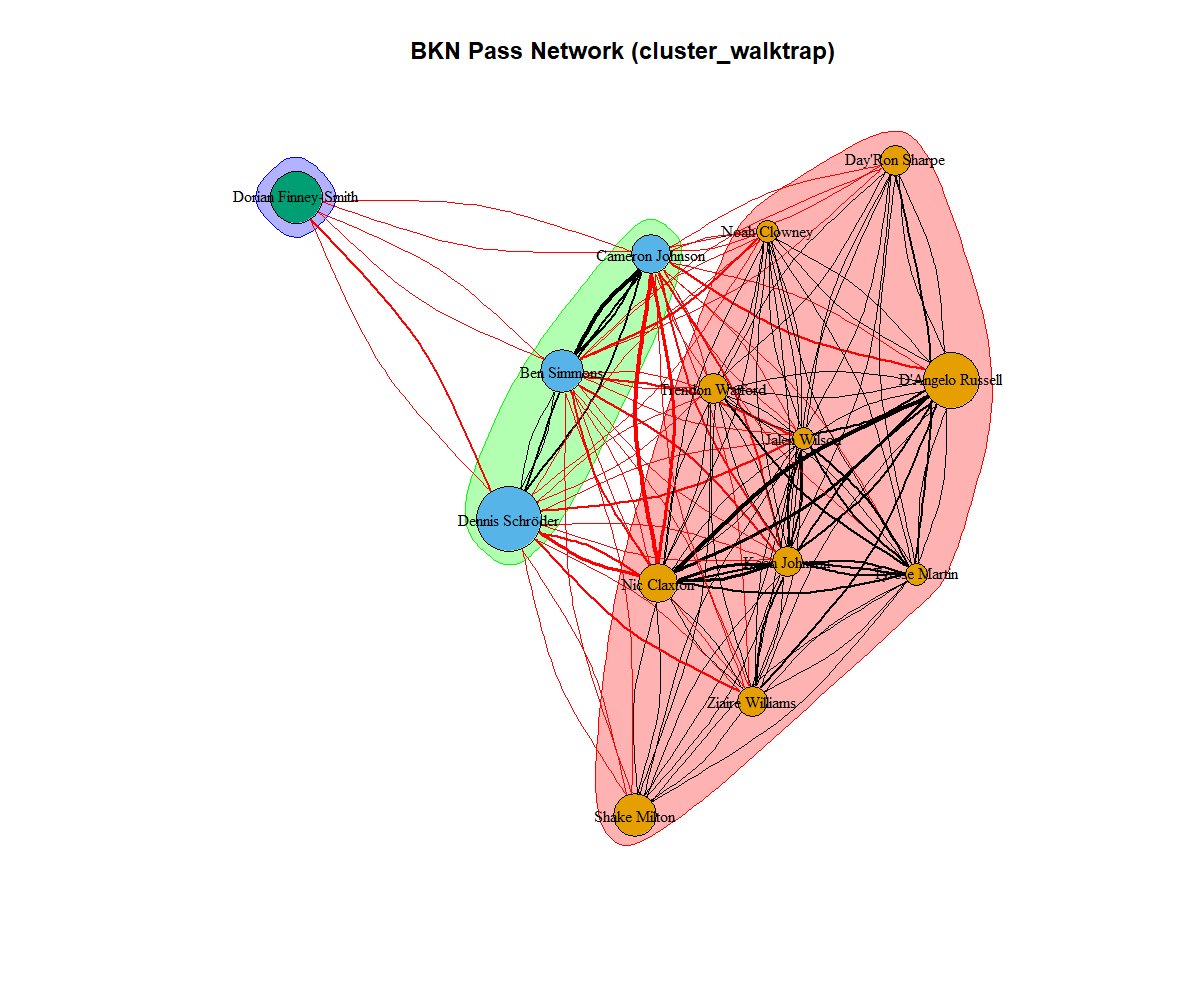 BKN Pass Network (cluster_walktrap)
Day'Ron Sharpe
Dorian Finney-Smith
Noah Clowney
Cameron Johnson
Ben Simmons
D'Angelo Russell
Trendon Watford
Jalen Wilson
Dennis Schröder
Keon Johnson
Tyrese Martin
Nic Claxton
Ziaire Williams
Shake Milton